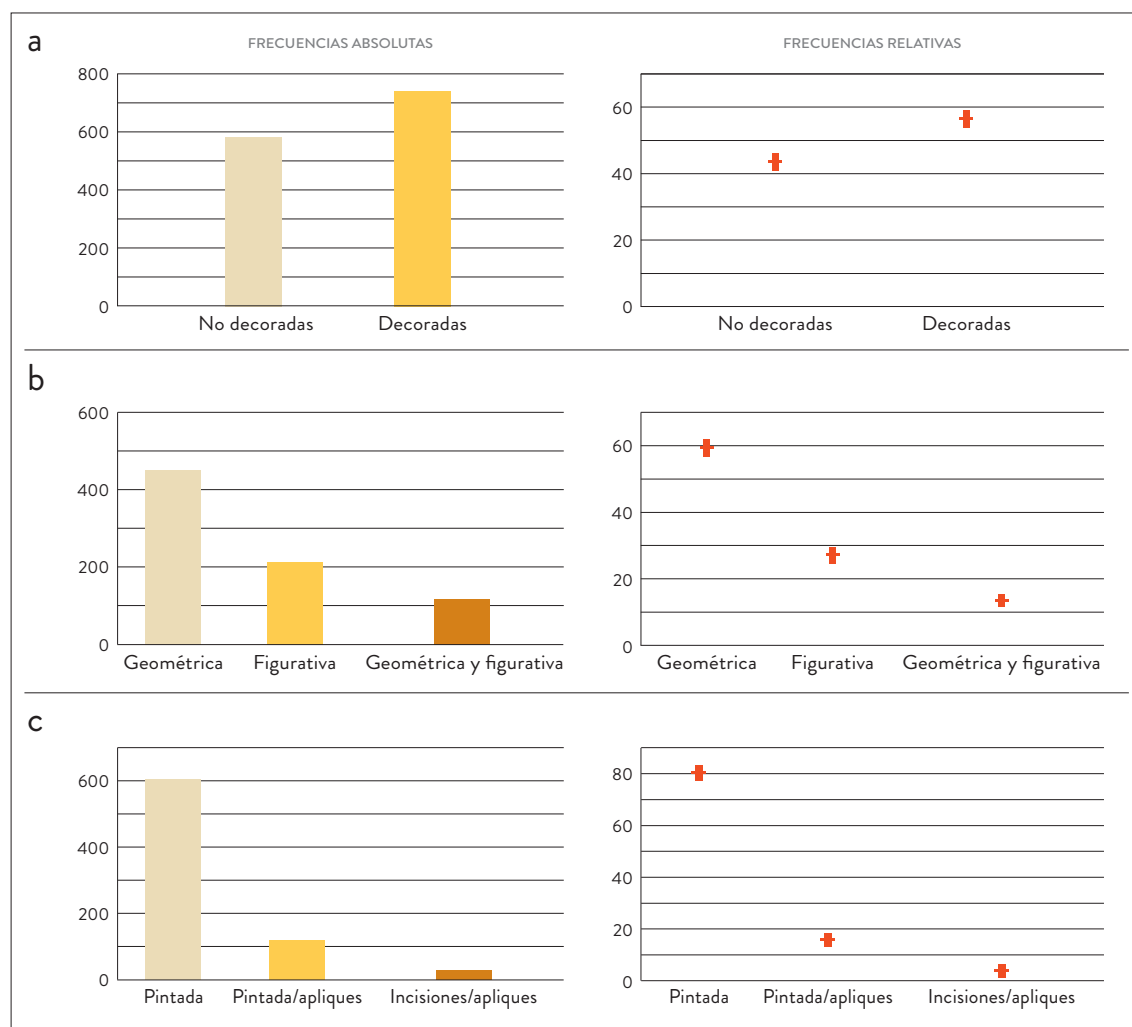 a
FRECUENCIAS ABSOLUTAS
FRECUENCIAS RELATIVAS
800
600
400
200
0
No decoradas Decoradas
60
40
20
0
No decoradas Decoradas
b
600
400
200
0
Geométrica Figurativa Geométrica y figurativa
60
40
20
0
Geométrica Figurativa Geométrica y figurativa
c
600
400
200
0
Pintada Pintada/apliques Incisiones/apliques
80
60
40
20
0
Pintada Pintada/apliques Incisiones/apliques